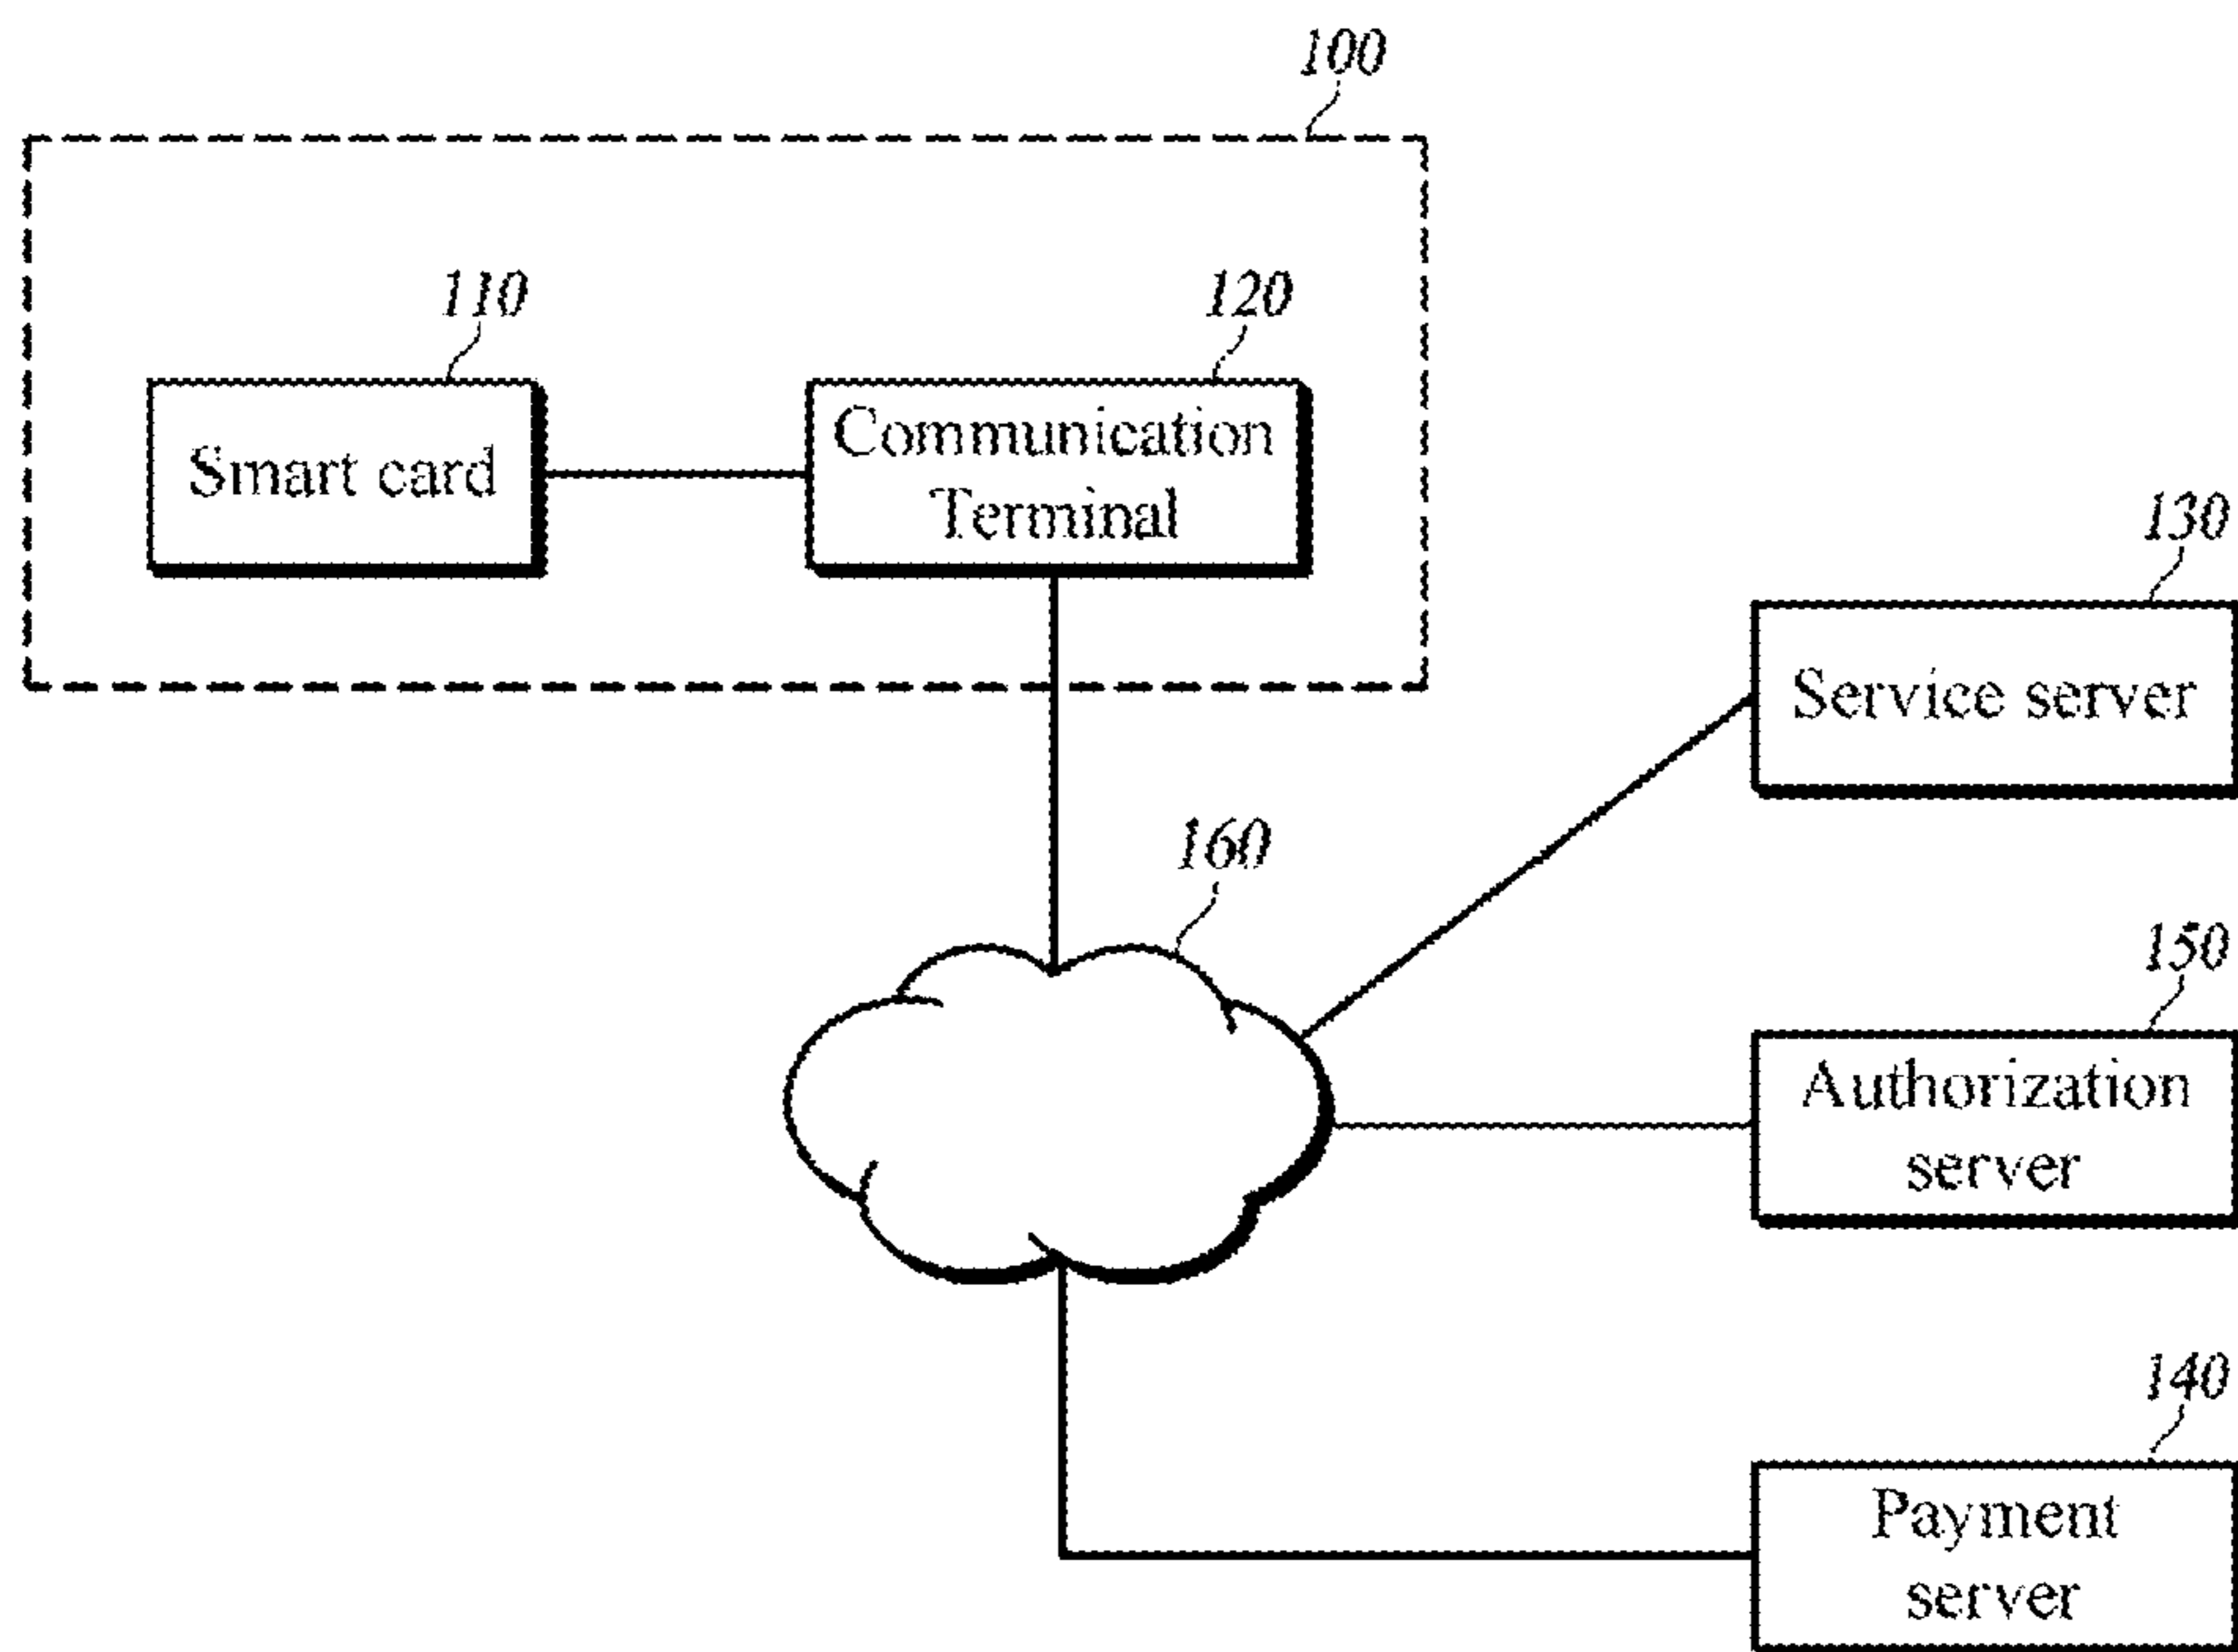 100
110
120
Smart card
Communication
Terminal
130
Service server
160
150
Authorization
server
140
Payment
server